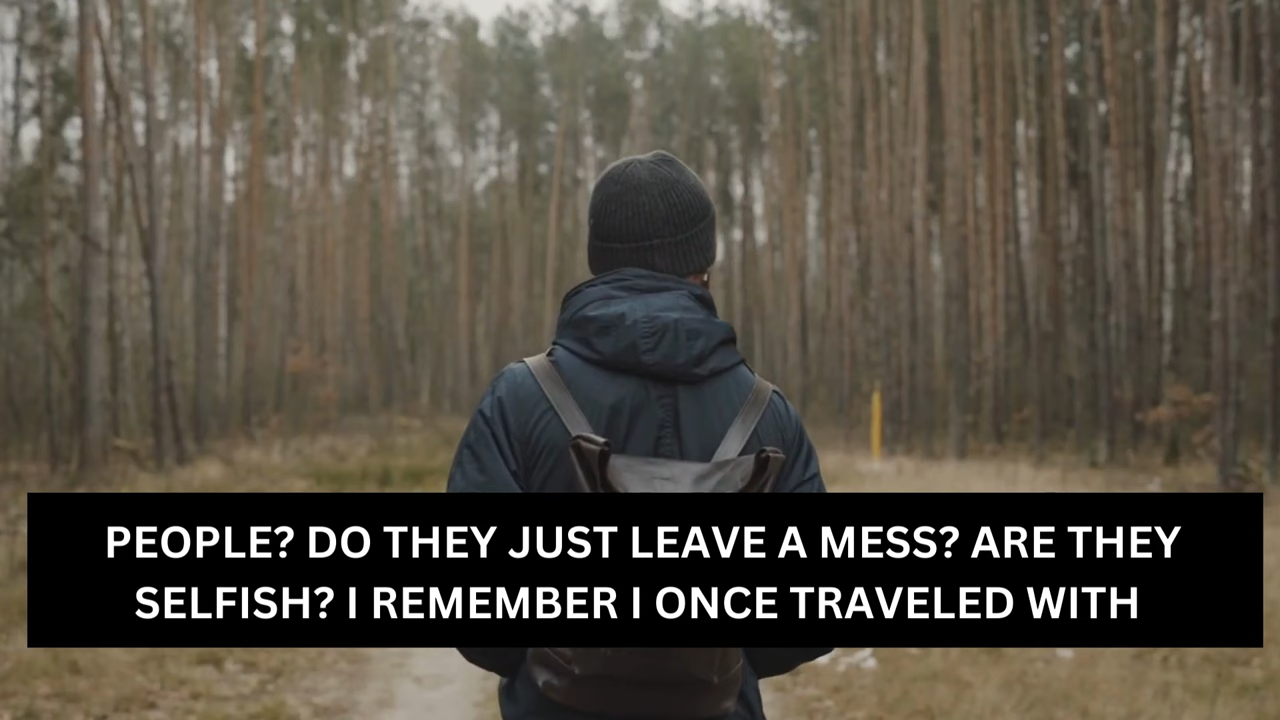 PEOPLE? DO THEY JUST LEAVE A MESS? ARE THEY
SELFISH? I REMEMBER I ONCE TRAVELED WITH